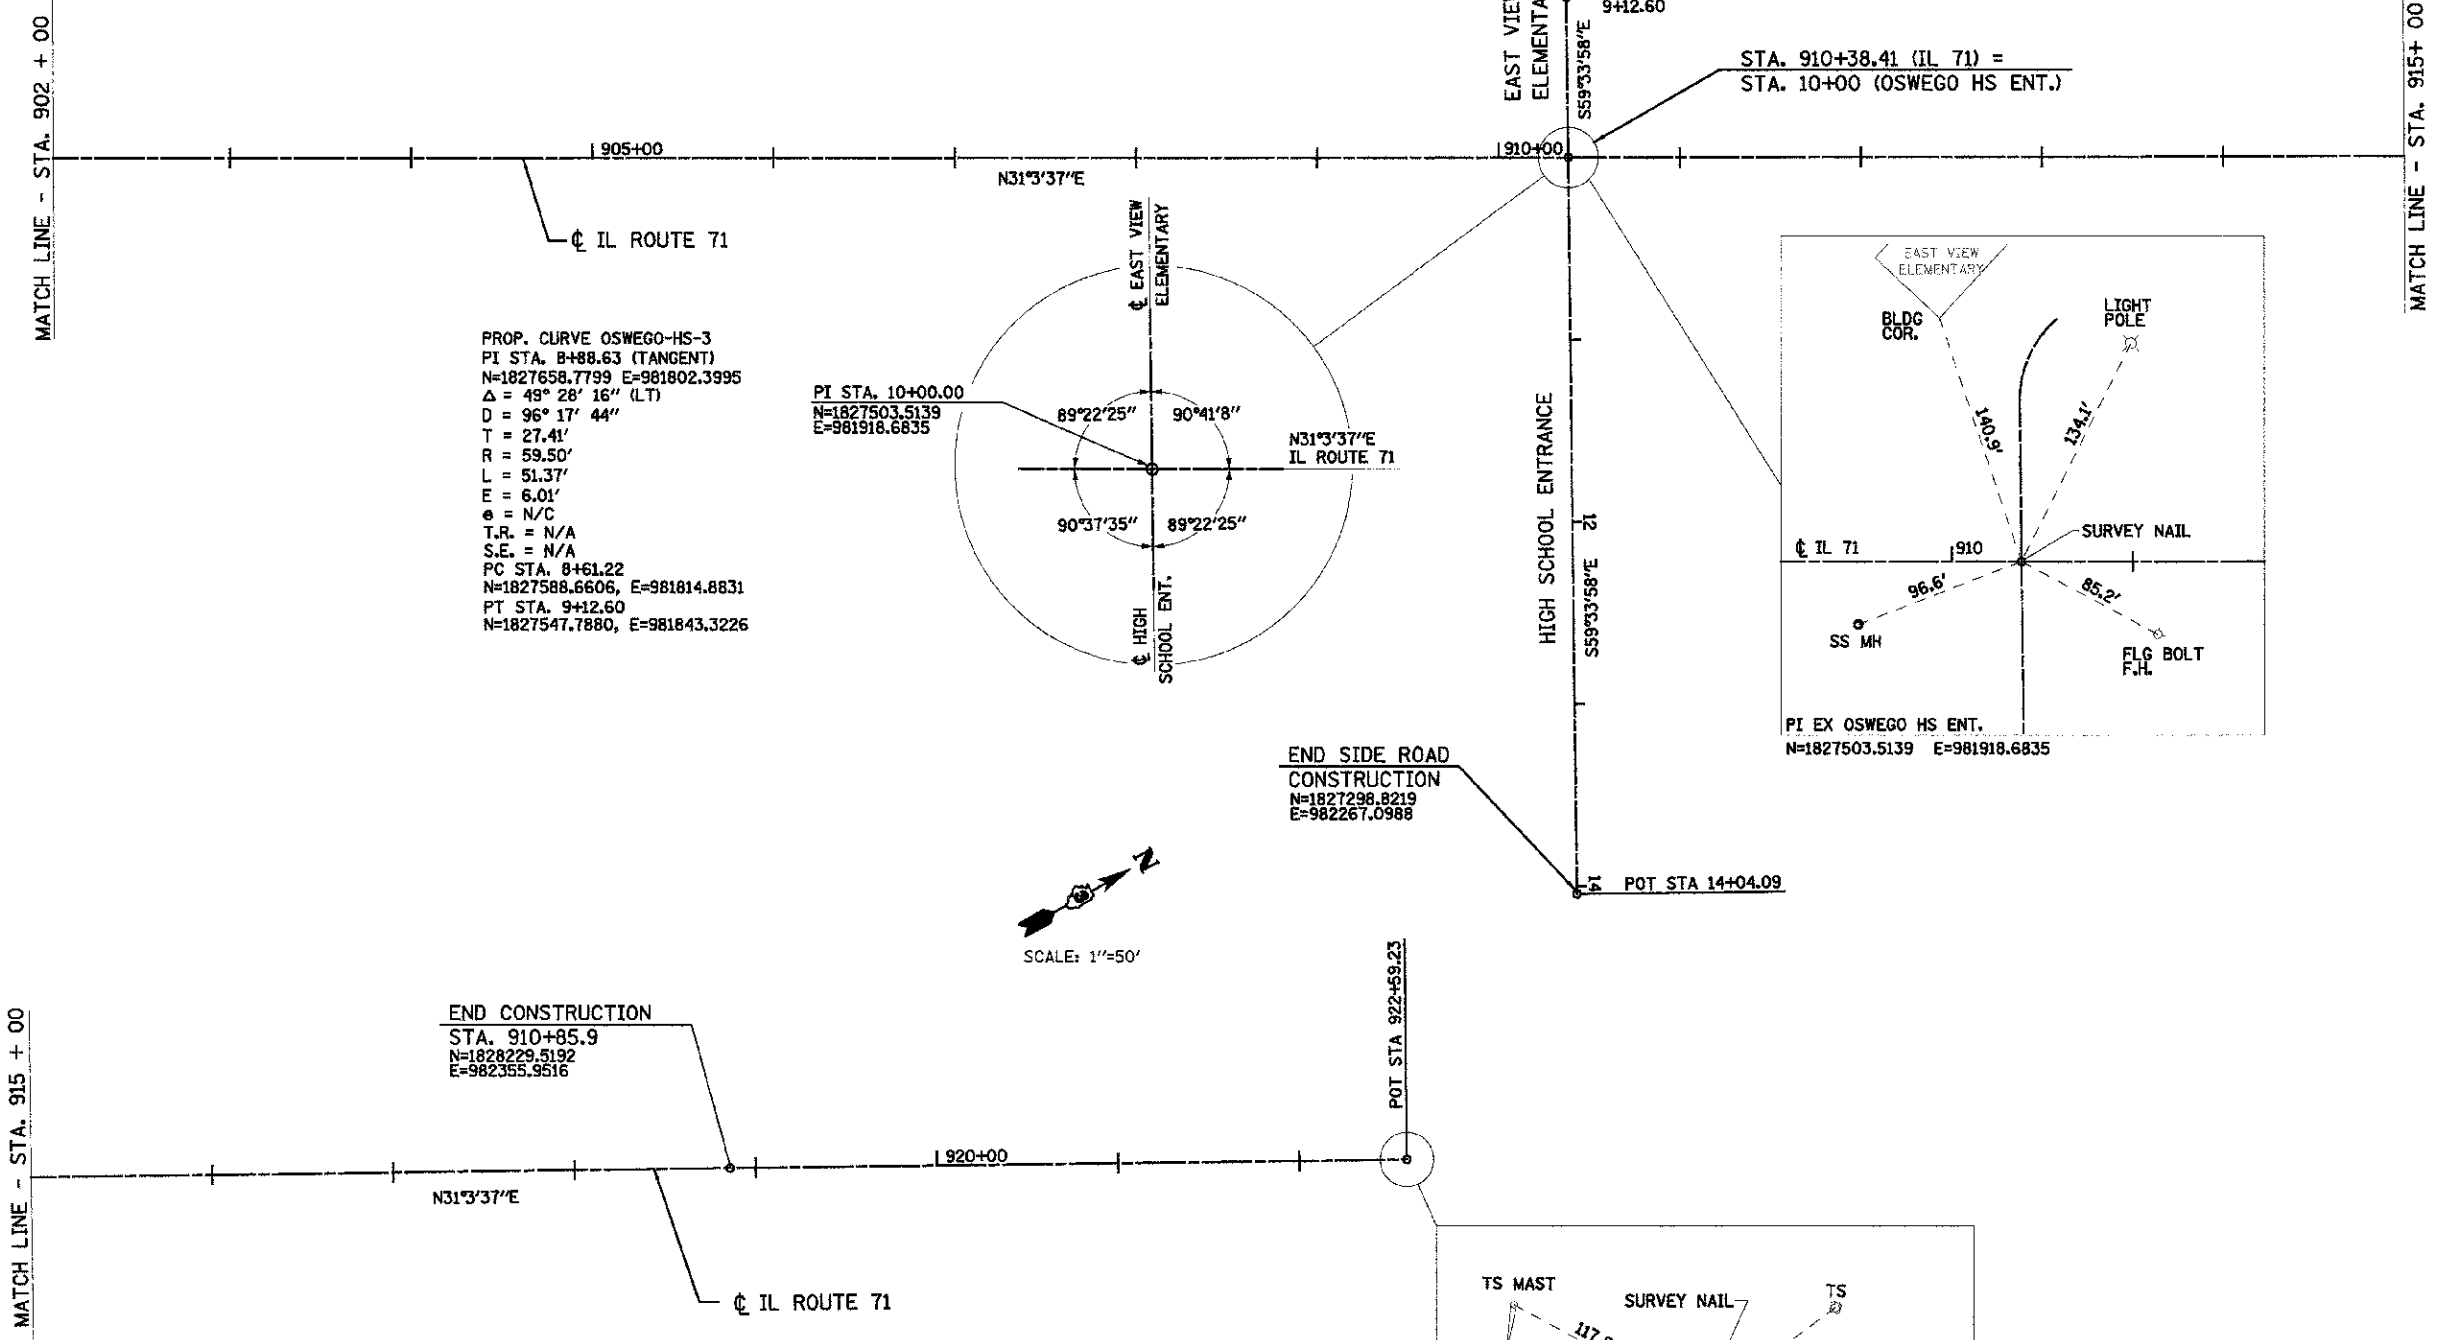 MATCH LINE - STA. 902 + 00
905+00
N31°3'37"E
℄ IL ROUTE 71
EAST VIE
ELEMENTA
9+12.60
S59°33'58"E
STA. 910+38.41 (IL 71) =
STA. 10+00 (OSWEGO HS ENT.)
910+00
MATCH LINE - STA. 915+ 00
PROP. CURVE OSWEGO-HS-3
PI STA. 8+88.63 (TANGENT)
N=1827658.7799 E=981802.3995
Δ = 49° 28' 16" (LT)
D = 96° 17' 44"
T = 27.41'
R = 59.50'
L = 51.37'
E = 6.01'
e = N/C
T.R. = N/A
S.E. = N/A
PC STA. 8+61.22
N=1827588.6606, E=981814.8831
PT STA. 9+12.60
N=1827547.7880, E=981843.3226
PI STA. 10+00.00
N=1827503.5139
E=981918.6835
℄ EAST VIEW
ELEMENTARY
89°22'25"
90°41'8"
N31°3'37"E
IL ROUTE 71
90°37'35"
89°22'25"
℄ HIGH
SCHOOL ENT.
HIGH SCHOOL ENTRANCE
12
S59°33'58"E
EAST VIEW
ELEMENTARY
BLDG
COR.
LIGHT
POLE
140.9'
134.1'
SURVEY NAIL
℄ IL 71
910
96.6'
85.2'
SS MH
FLG BOLT
F.H.
PI EX OSWEGO HS ENT.
N=1827503.5139 E=981918.6835
END SIDE ROAD
CONSTRUCTION
N=1827298.8219
E=982267.0988
14
POT STA 14+04.09
N
SCALE: 1"=50'
MATCH LINE - STA. 915 + 00
END CONSTRUCTION
STA. 910+85.9
N=1828229.5192
E=982355.9516
N31°3'37"E
℄ IL ROUTE 71
920+00
POT STA 922+59.23
TS MAST
SURVEY NAIL
TS